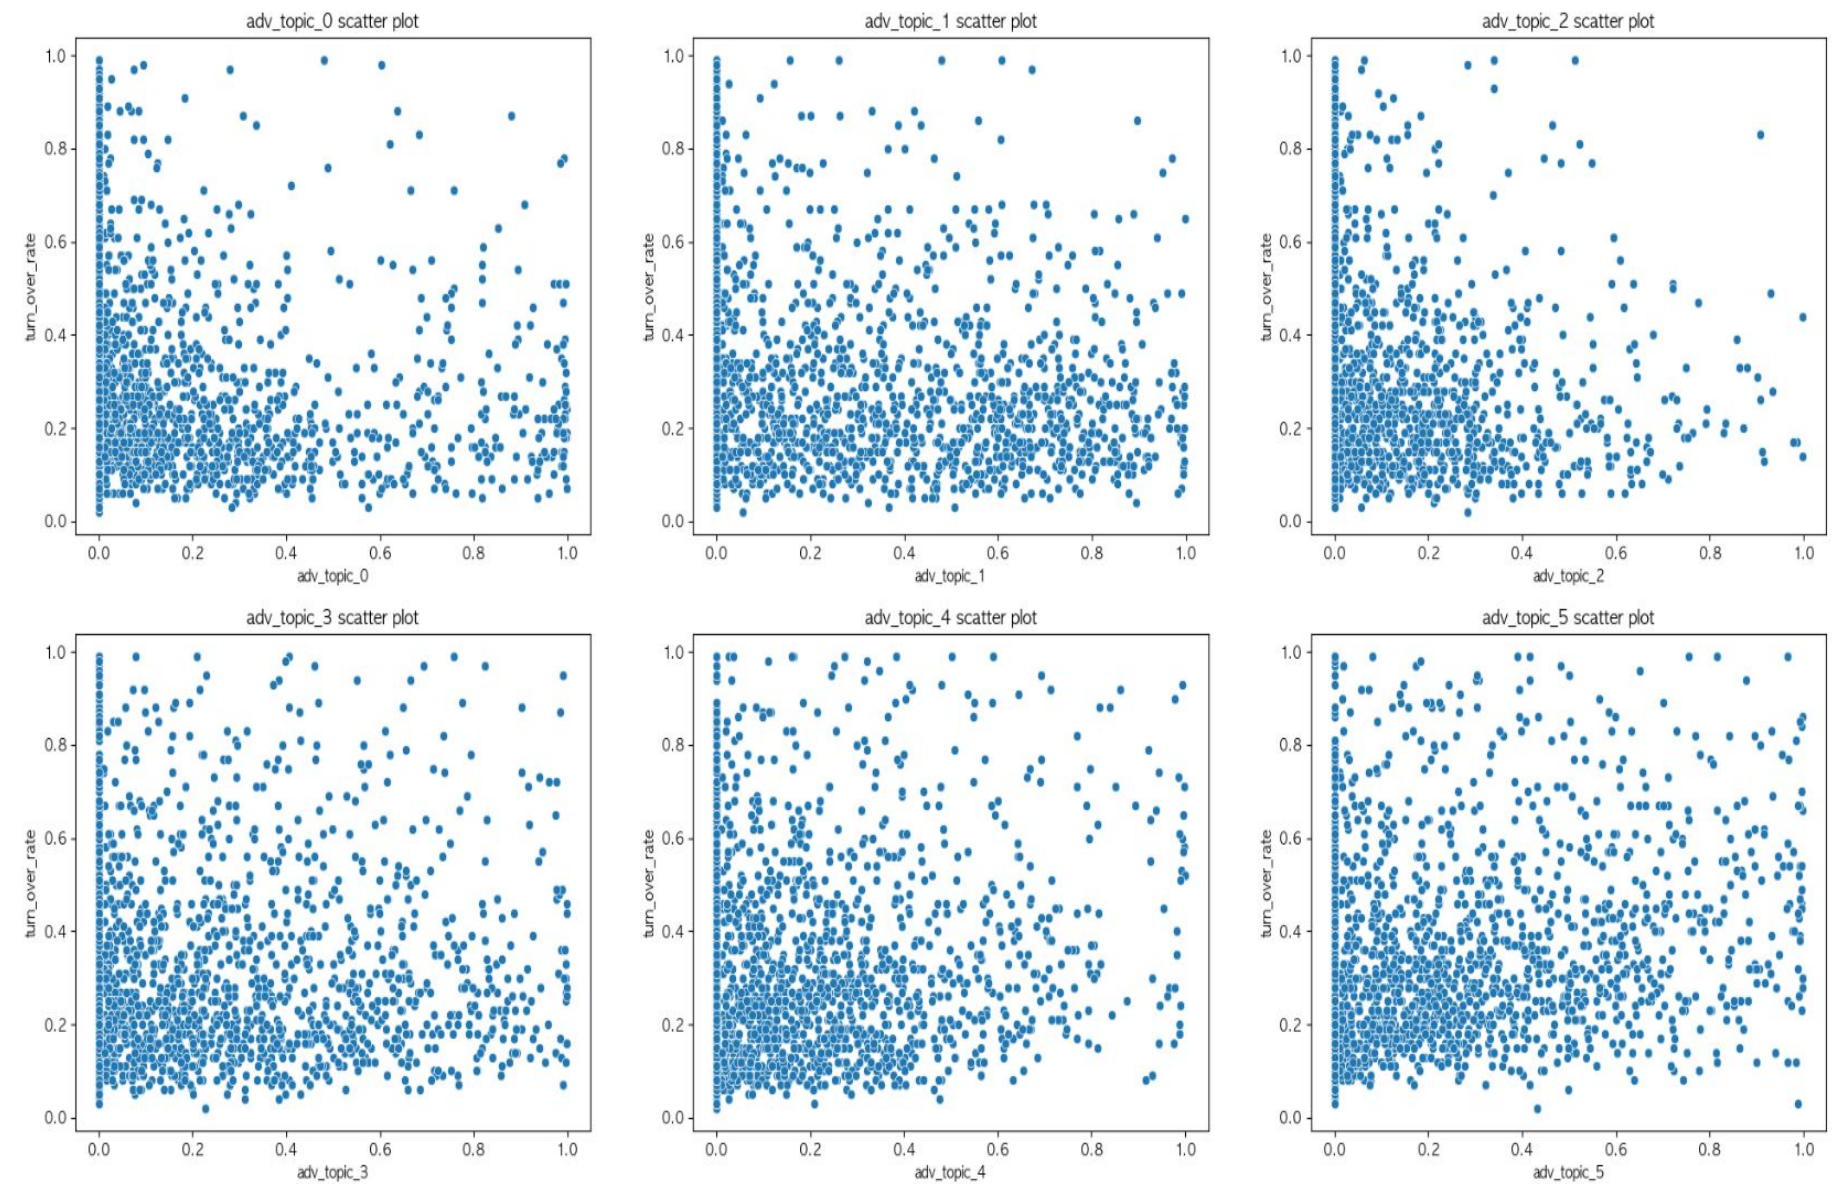 adv_topic_0 scatter plot
turn_over_rate
1.0
0.8
0.6
0.4
0.2
0.0
0.0 0.2 0.4 0.6 0.8 1.0
adv_topic_0
adv_topic_1 scatter plot
turn_over_rate
1.0
0.8
0.6
0.4
0.2
0.0
0.0 0.2 0.4 0.6 0.8 1.0
adv_topic_1
adv_topic_2 scatter plot
turn_over_rate
1.0
0.8
0.6
0.4
0.2
0.0
0.0 0.2 0.4 0.6 0.8 1.0
adv_topic_2
adv_topic_3 scatter plot
turn_over_rate
1.0
0.8
0.6
0.4
0.2
0.0
0.0 0.2 0.4 0.6 0.8 1.0
adv_topic_3
adv_topic_4 scatter plot
turn_over_rate
1.0
0.8
0.6
0.4
0.2
0.0
0.0 0.2 0.4 0.6 0.8 1.0
adv_topic_4
adv_topic_5 scatter plot
turn_over_rate
1.0
0.8
0.6
0.4
0.2
0.0
0.0 0.2 0.4 0.6 0.8 1.0
adv_topic_5